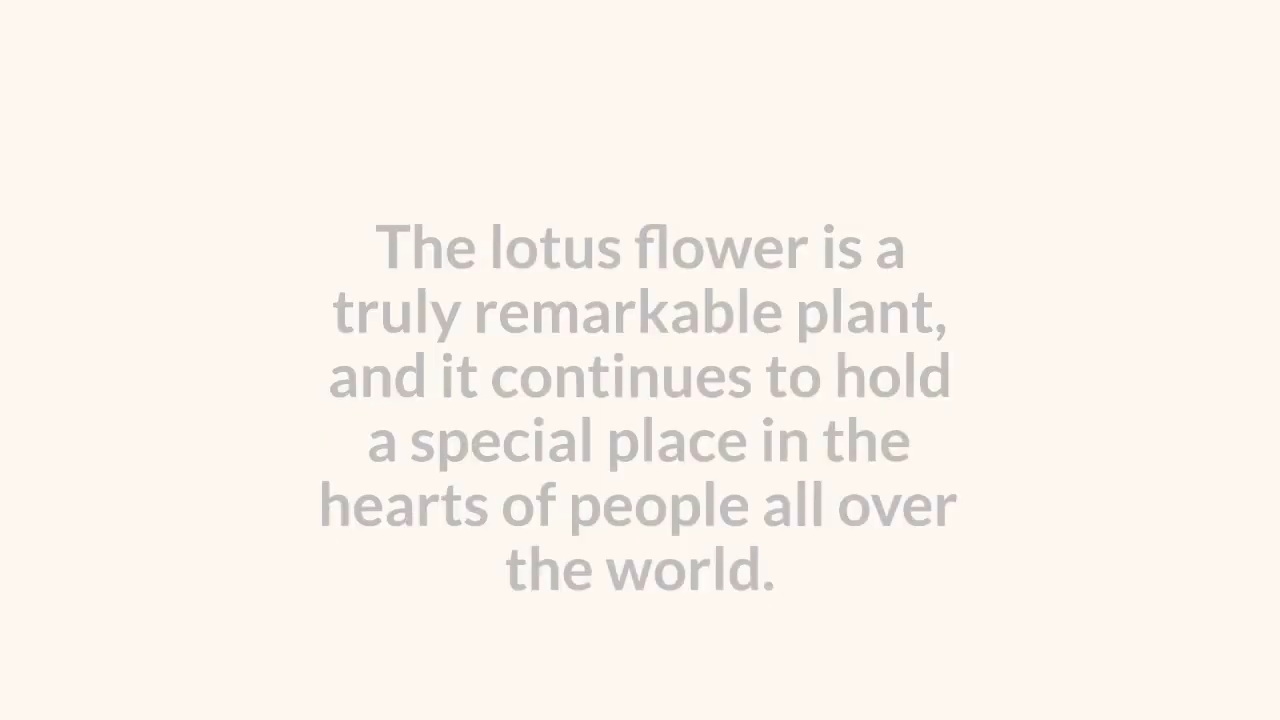 The lotus flower is a
truly remarkable plant,
and it continues to hold
a special place in the
hearts of people all over
the world.